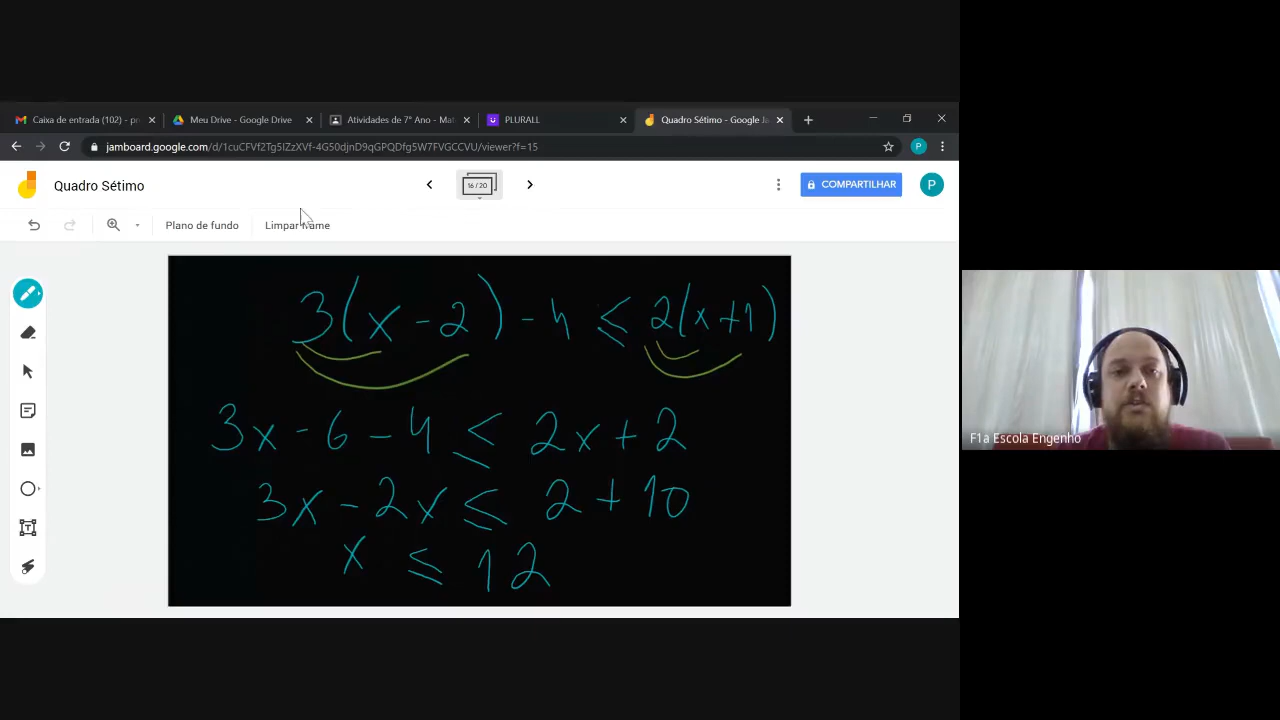 Caixa de entrada (102) - pr
Meu Drive - Google Drive
Atividades de 7° Ano - Mat
PLURALL
Quadro Sétimo - Google Ja
jamboard.google.com/d/1cuCFVf2Tg5IZzXVf-4G50djnD9qGPQDfg5W7FVGCCVU/viewer?f=15
P
Quadro Sétimo
16 / 20
COMPARTILHAR
P
Plano de fundo
Limpar frame
3(x-2)-4 ≤ 2(x+1)
3x-6-4 ≤ 2x+2
3x-2x ≤ 2+10
x ≤ 12
F1a Escola Engenho